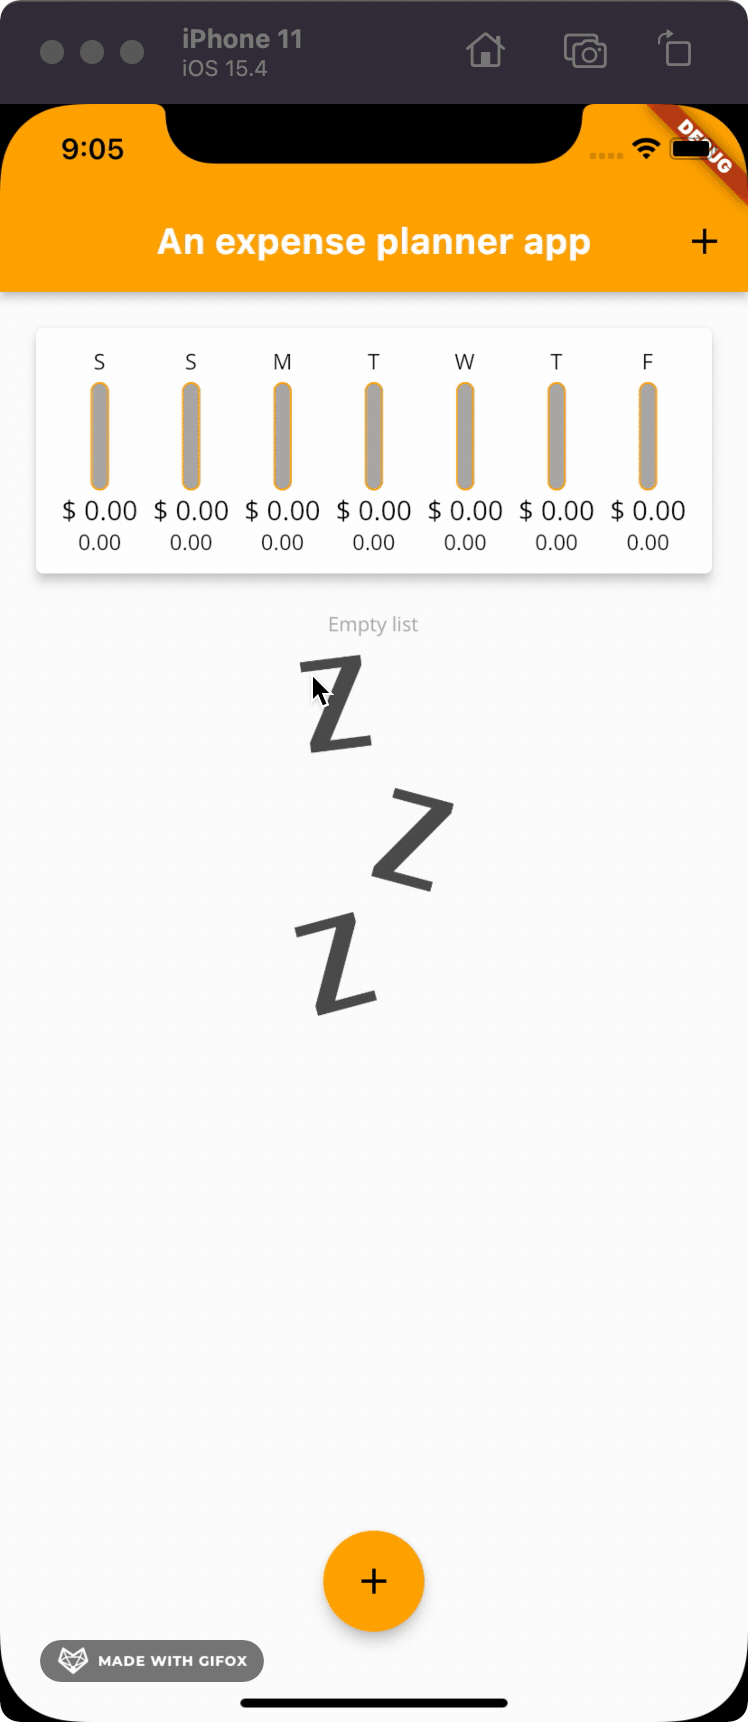 iPhone 11
iOS 15.4
9:05
DEBUG
An expense planner app +
S S M T W T F
$ 0.00 $ 0.00 $ 0.00 $ 0.00 $ 0.00 $ 0.00 $ 0.00
0.00 0.00 0.00 0.00 0.00 0.00 0.00
Empty list
Z
Z
Z
+
MADE WITH GIFOX